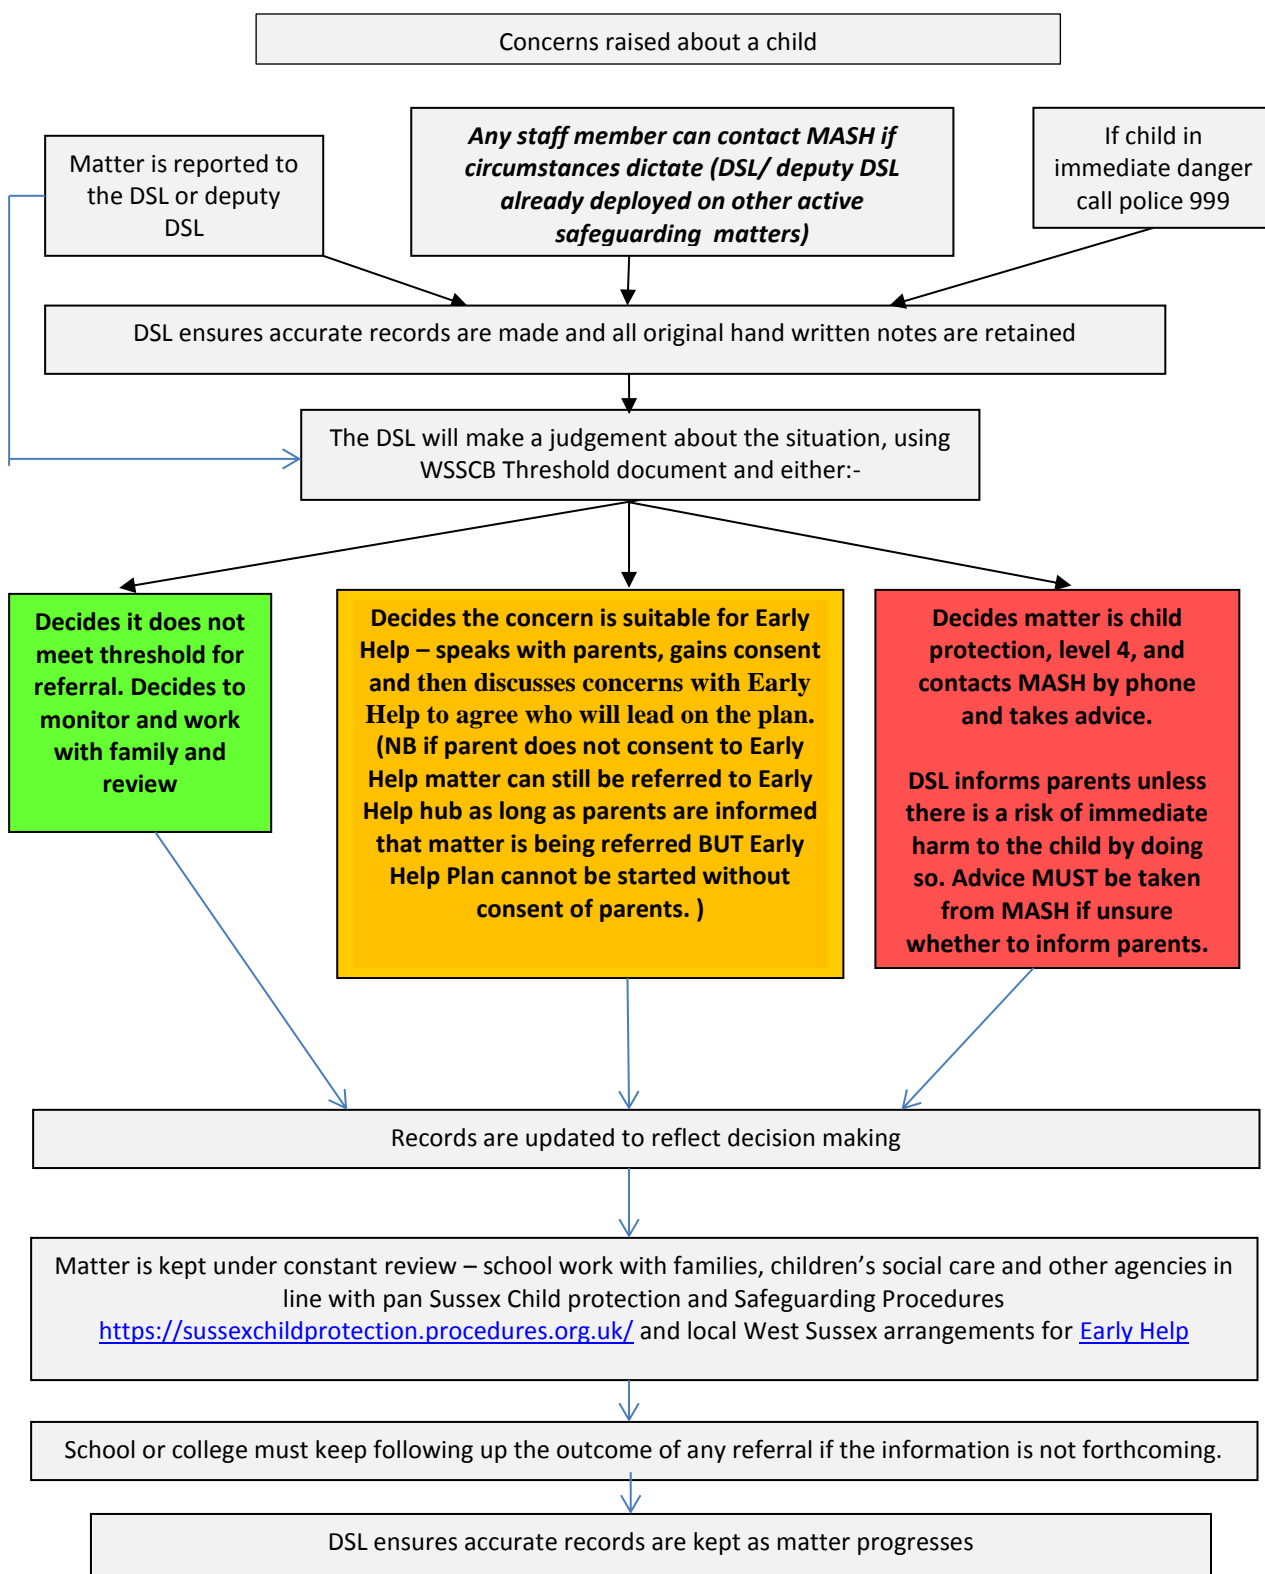 Concerns raised about a child
Matter is reported to
the DSL or deputy
DSL
Any staff member can contact MASH if
circumstances dictate (DSL/ deputy DSL
already deployed on other active
safeguarding matters)
If child in
immediate danger
call police 999
DSL ensures accurate records are made and all original hand written notes are retained
The DSL will make a judgement about the situation, using
WSSCB Threshold document and either:-
Decides it does not
meet threshold for
referral. Decides to
monitor and work
with family and
review
Decides the concern is suitable for Early
Help – speaks with parents, gains consent
and then discusses concerns with Early
Help to agree who will lead on the plan.
(NB if parent does not consent to Early
Help matter can still be referred to Early
Help hub as long as parents are informed
that matter is being referred BUT Early
Help Plan cannot be started without
consent of parents. )
Decides matter is child
protection, level 4, and
contacts MASH by phone
and takes advice.
DSL informs parents unless
there is a risk of immediate
harm to the child by doing
so. Advice MUST be taken
from MASH if unsure
whether to inform parents.
Records are updated to reflect decision making
Matter is kept under constant review – school work with families, children’s social care and other agencies in
line with pan Sussex Child protection and Safeguarding Procedures
https://sussexchildprotection.procedures.org.uk/ and local West Sussex arrangements for Early Help
School or college must keep following up the outcome of any referral if the information is not forthcoming.
DSL ensures accurate records are kept as matter progresses